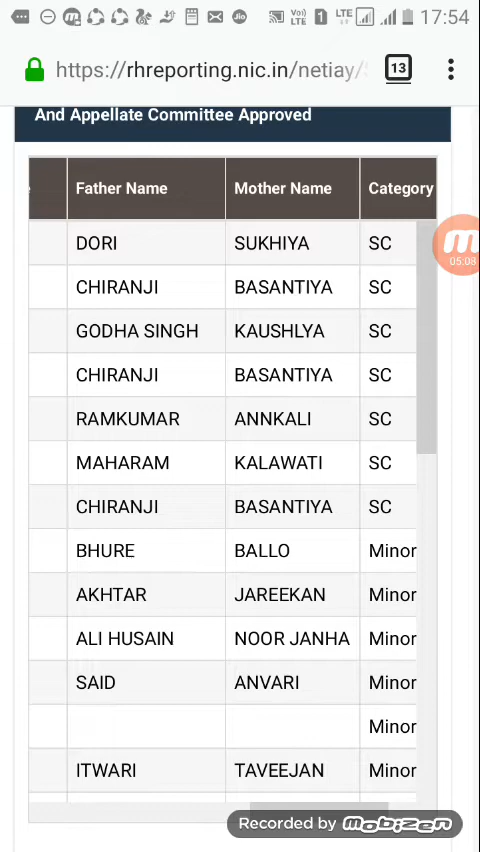 LTE 17:54
https://rhreporting.nic.in/netiay/
13
And Appellate Committee Approved
Father Name Mother Name Category
DORI SUKHIYA SC
CHIRANJI BASANTIYA SC
GODHA SINGH KAUSHLYA SC
CHIRANJI BASANTIYA SC
RAMKUMAR ANNKALI SC
MAHARAM KALAWATI SC
CHIRANJI BASANTIYA SC
BHURE BALLO Minor
AKHTAR JAREEKAN Minor
ALI HUSAIN NOOR JANHA Minor
SAID ANVARI Minor
Minor
ITWARI TAVEEJAN Minor
05:08
Recorded by mobizen